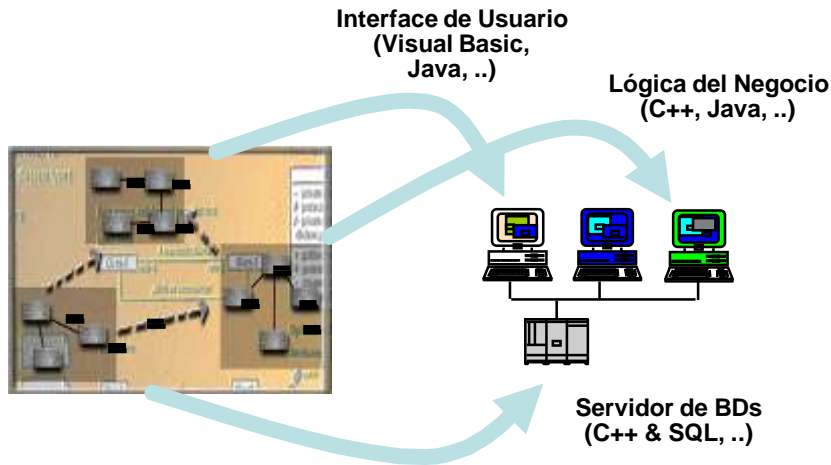 Interface de Usuario
(Visual Basic,
Java, ..)
Lógica del Negocio
(C++, Java, ..)
Servidor de BDs
(C++ & SQL, ..)